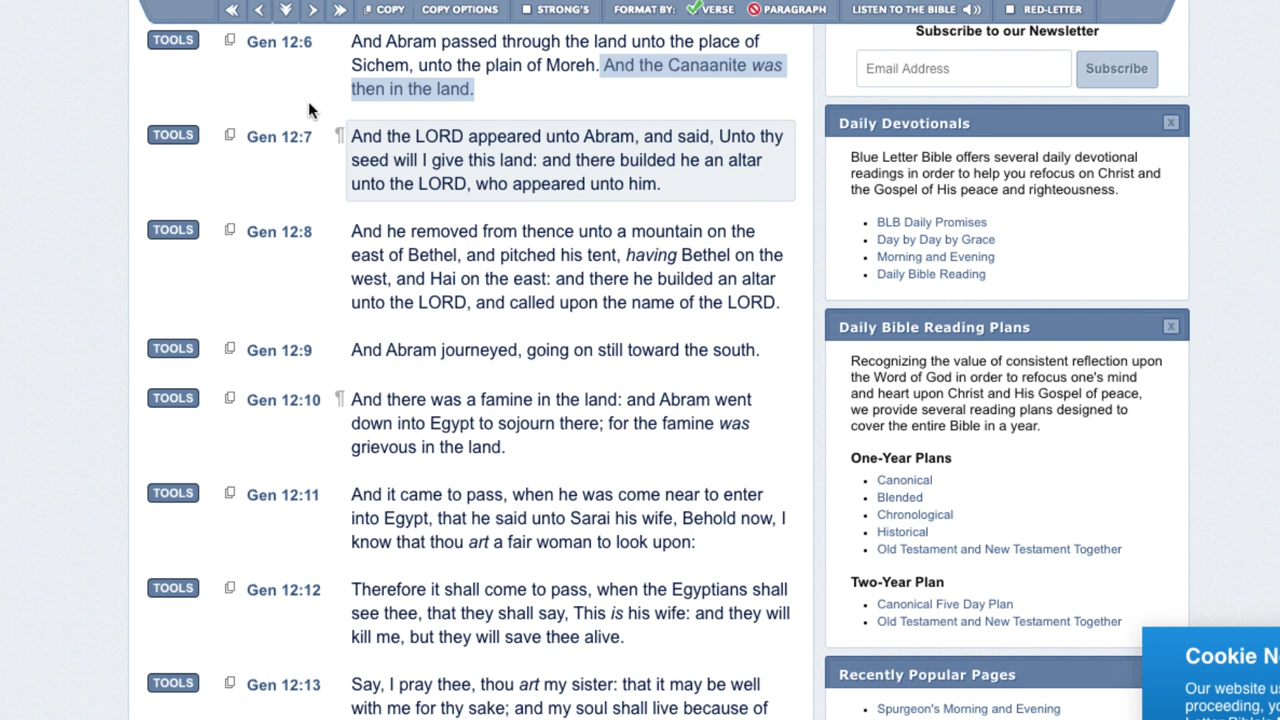 COPY COPY OPTIONS STRONG'S FORMAT BY: VERSE PARAGRAPH LISTEN TO THE BIBLE RED-LETTER
TOOLS Gen 12:6 And Abram passed through the land unto the place of
Sichem, unto the plain of Moreh. And the Canaanite was
then in the land.
TOOLS Gen 12:7 ¶ And the LORD appeared unto Abram, and said, Unto thy
seed will I give this land: and there builded he an altar
unto the LORD, who appeared unto him.
TOOLS Gen 12:8 And he removed from thence unto a mountain on the
east of Bethel, and pitched his tent, having Bethel on the
west, and Hai on the east: and there he builded an altar
unto the LORD, and called upon the name of the LORD.
TOOLS Gen 12:9 And Abram journeyed, going on still toward the south.
TOOLS Gen 12:10 ¶ And there was a famine in the land: and Abram went
down into Egypt to sojourn there; for the famine was
grievous in the land.
TOOLS Gen 12:11 And it came to pass, when he was come near to enter
into Egypt, that he said unto Sarai his wife, Behold now, I
know that thou art a fair woman to look upon:
TOOLS Gen 12:12 Therefore it shall come to pass, when the Egyptians shall
see thee, that they shall say, This is his wife: and they will
kill me, but they will save thee alive.
TOOLS Gen 12:13 Say, I pray thee, thou art my sister: that it may be well
with me for thy sake; and my soul shall live because of
Subscribe to our Newsletter
Email Address Subscribe
Daily Devotionals x
Blue Letter Bible offers several daily devotional
readings in order to help you refocus on Christ and
the Gospel of His peace and righteousness.
• BLB Daily Promises
• Day by Day by Grace
• Morning and Evening
• Daily Bible Reading
Daily Bible Reading Plans x
Recognizing the value of consistent reflection upon
the Word of God in order to refocus one's mind
and heart upon Christ and His Gospel of peace,
we provide several reading plans designed to
cover the entire Bible in a year.
One-Year Plans
• Canonical
• Blended
• Chronological
• Historical
• Old Testament and New Testament Together
Two-Year Plan
• Canonical Five Day Plan
• Old Testament and New Testament Together
Recently Popular Pages
• Spurgeon's Morning and Evening
Cookie N
Our website u
proceeding, yo